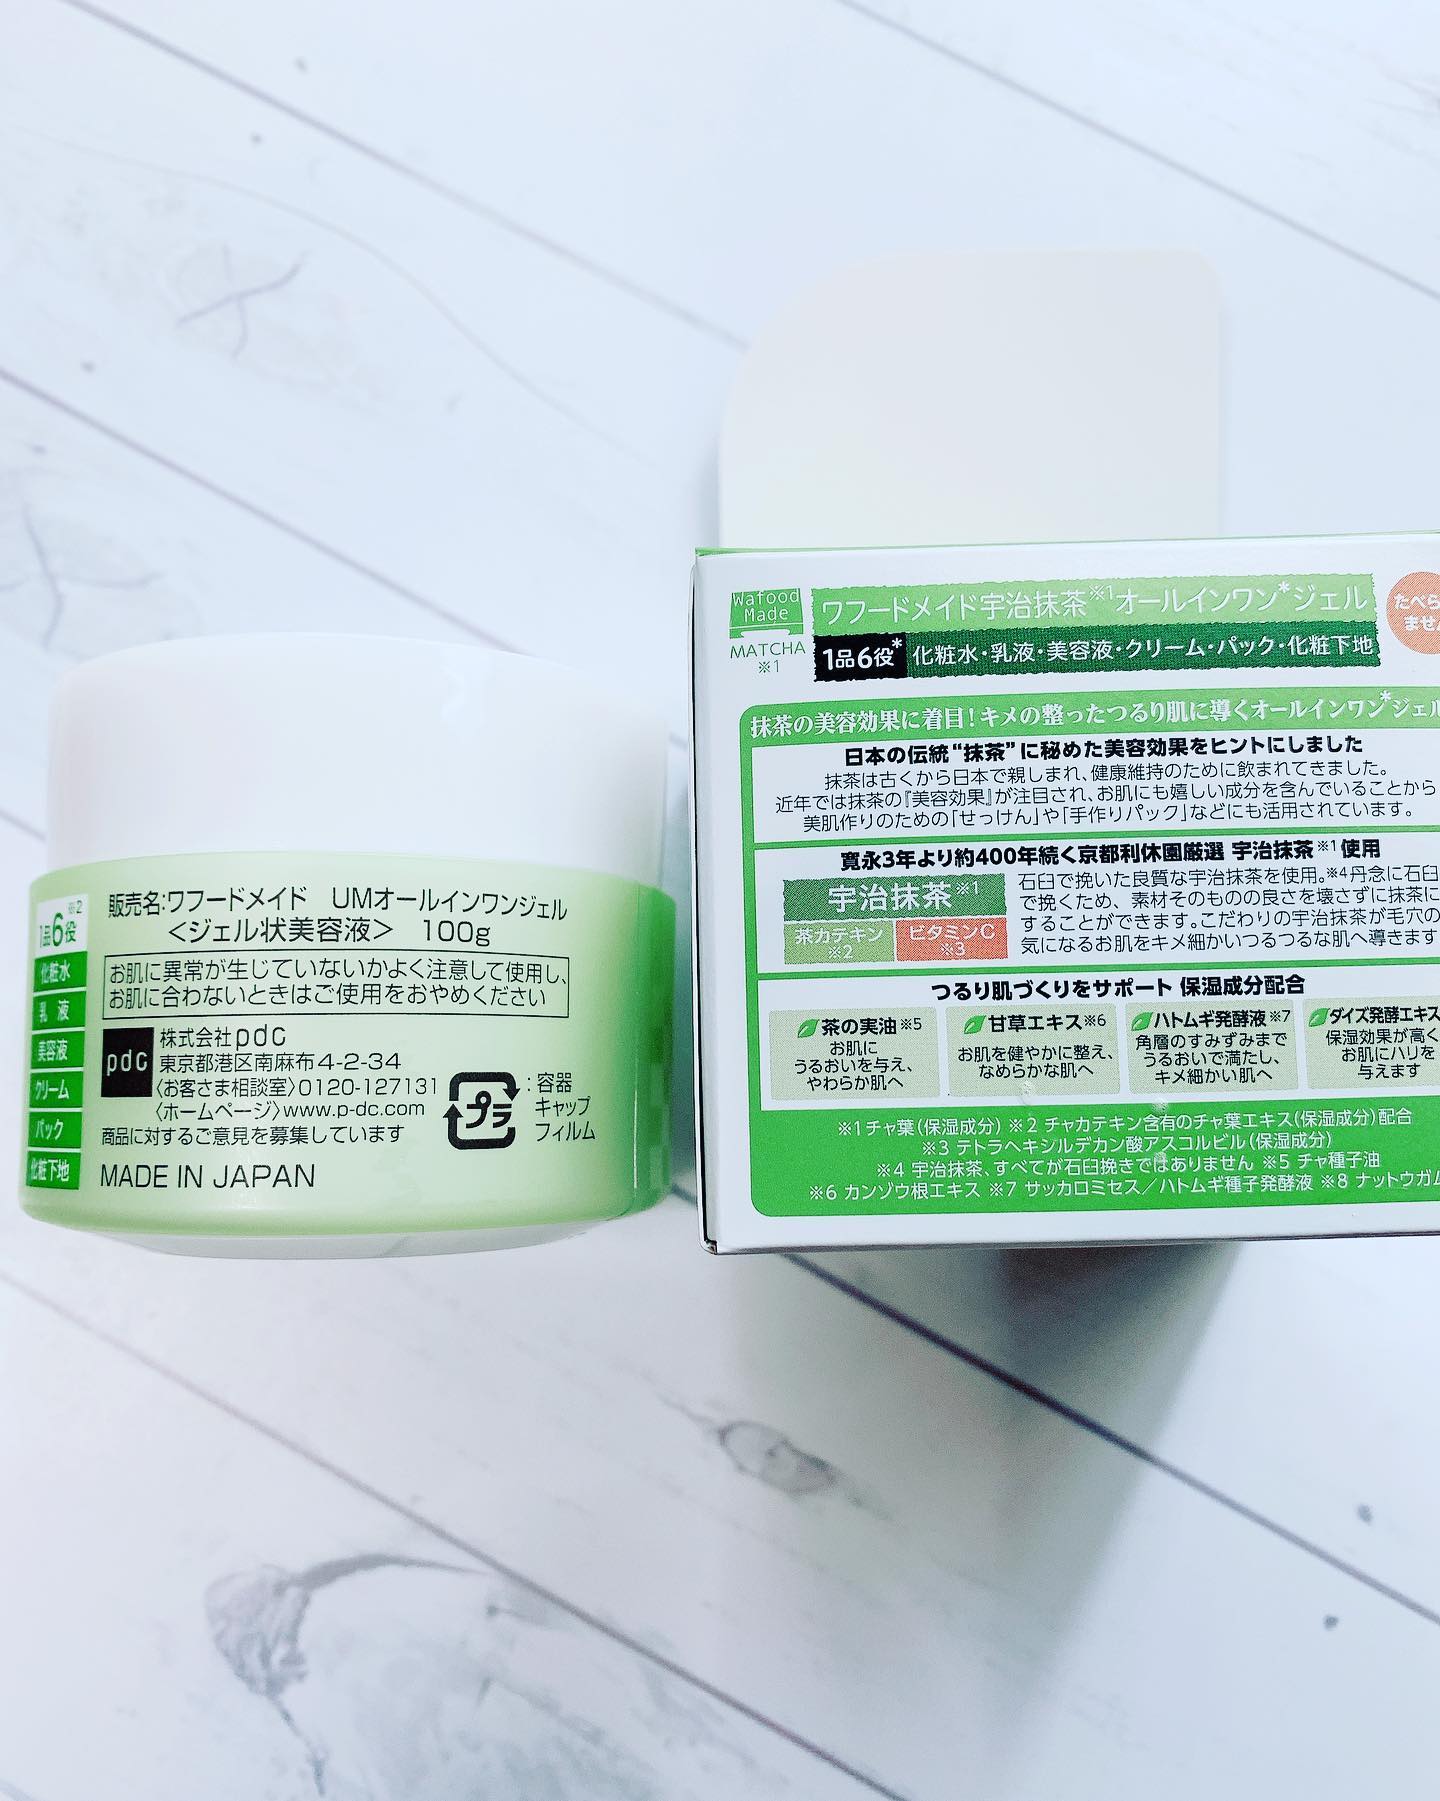 ※2
1品6役
化粧水
乳液
美容液
クリーム
パック
化粧下地
販売名:ワフードメイド UMオールインワンジェル
＜ジェル状美容液＞ 100g
お肌に異常が生じていないかよく注意して使用し、
お肌に合わないときはご使用をおやめください
pdc
株式会社pdc
東京都港区南麻布4-2-34
〈お客さま相談室〉0120-127131
〈ホームページ〉www.p-dc.com
商品に対するご意見を募集しています
MADE IN JAPAN
プラ
:容器
キャップ
フィルム
Wafood
Made
MATCHA
※1
ワフードメイド宇治抹茶※1オールインワン*ジェル
1品6役* 化粧水・乳液・美容液・クリーム・パック・化粧下地
たべら
ません
抹茶の美容効果に着目!キメの整ったつるり肌に導くオールインワン*ジェル
日本の伝統“抹茶”に秘めた美容効果をヒントにしました
抹茶は古くから日本で親しまれ、健康維持のために飲まれてきました。
近年では抹茶の『美容効果』が注目され、お肌にも嬉しい成分を含んでいることから
美肌作りのための「せっけん」や「手作りパック」などにも活用されています。
寛永3年より約400年続く京都利休園厳選 宇治抹茶※1使用
宇治抹茶※1
茶カテキン
※2
ビタミンC
※3
石臼で挽いた良質な宇治抹茶を使用。※4丹念に石臼
で挽くため、素材そのものの良さを壊さずに抹茶に
することができます。こだわりの宇治抹茶が毛穴の
気になるお肌をキメ細かいつるつるな肌へ導きます
つるり肌づくりをサポート 保湿成分配合
茶の実油※5
お肌に
うるおいを与え、
やわらか肌へ
甘草エキス※6
お肌を健やかに整え、
なめらかな肌へ
ハトムギ発酵液※7
角層のすみずみまで
うるおいで満たし、
キメ細かい肌へ
ダイズ発酵エキス
保湿効果が高く
お肌にハリを
与えます
※1チャ葉(保湿成分) ※2 チャカテキン含有のチャ葉エキス(保湿成分)配合
※3 テトラヘキシルデカン酸アスコルビル(保湿成分)
※4 宇治抹茶、すべてが石臼挽きではありません ※5 チャ種子油
※6 カンゾウ根エキス ※7 サッカロミセス/ハトムギ種子発酵液 ※8 ナットウガム